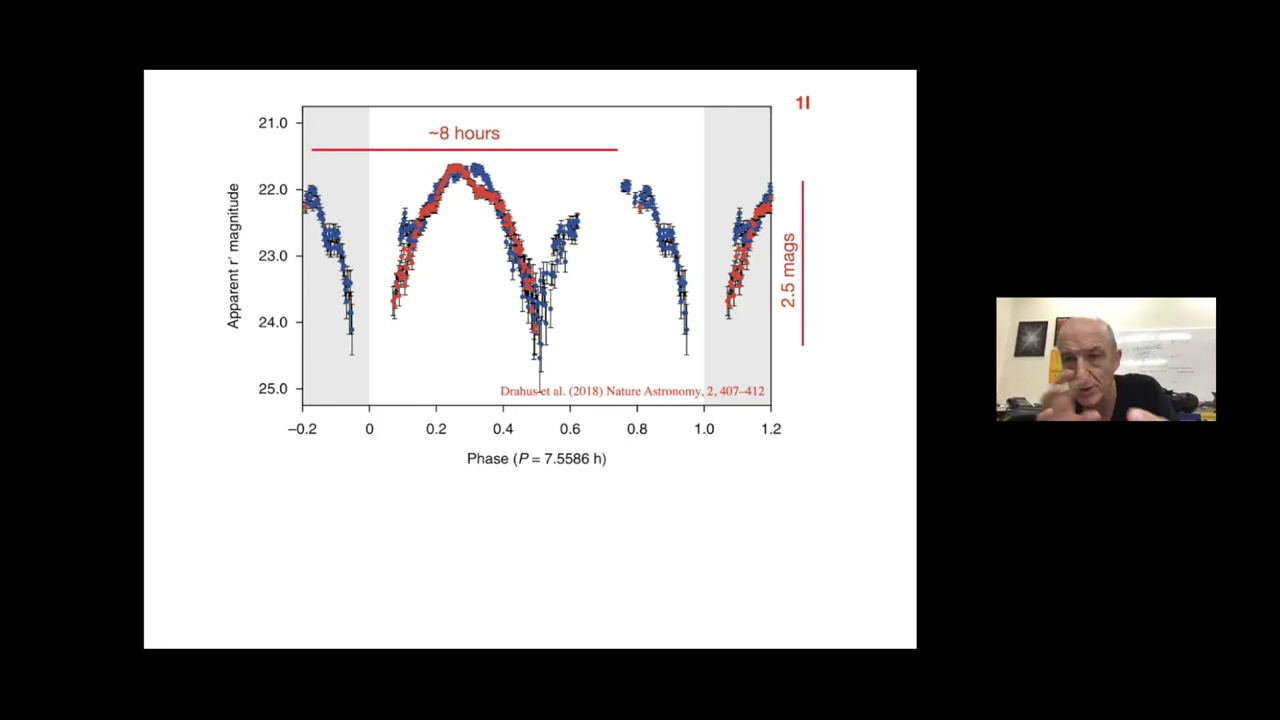 1I
~8 hours
21.0
22.0
23.0
24.0
25.0
Apparent r′ magnitude
2.5 mags
Drahus et al. (2018) Nature Astronomy, 2, 407–412
−0.2 0 0.2 0.4 0.6 0.8 1.0 1.2
Phase (P = 7.5586 h)